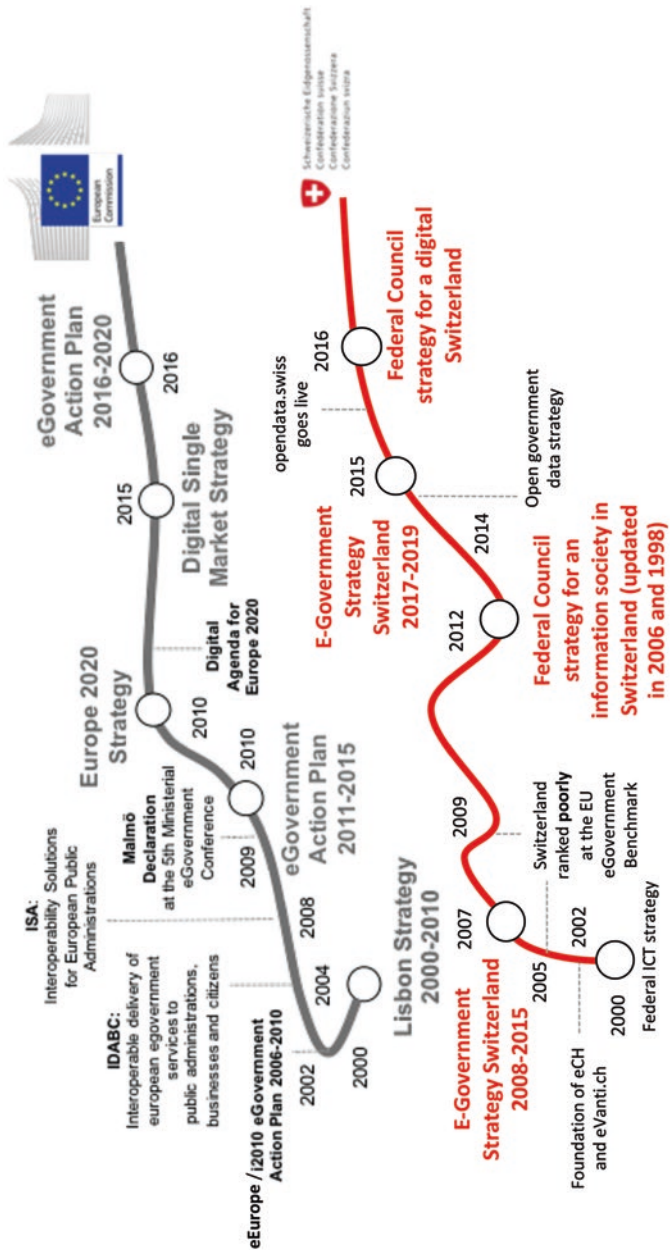 European
Commission
eGovernment
Action Plan
2016-2020
2016
2015
Digital Single
Market Strategy
Europe 2020
Strategy
Digital
Agenda for
Europe 2020
2010
2010
eGovernment
Action Plan
2011-2015
Malmö
Declaration
at the 5th Ministerial
eGovernment
Conference
2009
ISA:
Interoperability Solutions
for European Public
Administrations
2008
IDABC:
Interoperable delivery of
european egovernment
services to
public administrations,
businesses and citizens
2004
eEurope / i2010 eGovernment
Action Plan 2006-2010
2002
2000
Lisbon Strategy
2000-2010
Schweizerische Eidgenossenschaft
Confédération suisse
Confederazione Svizzera
Confederaziun svizra
2016
Federal Council
strategy for a digital
Switzerland
opendata.swiss
goes live
2015
E-Government
Strategy
Switzerland
2017-2019
Open government
data strategy
2014
2012
Federal Council
strategy for an
information society in
Switzerland (updated
in 2006 and 1998)
2009
Switzerland
ranked poorly
at the EU
eGovernment
Benchmark
2007
E-Government
Strategy Switzerland
2008-2015
2005
2002
Foundation of eCH
and eVanti.ch
2000
Federal ICT strategy